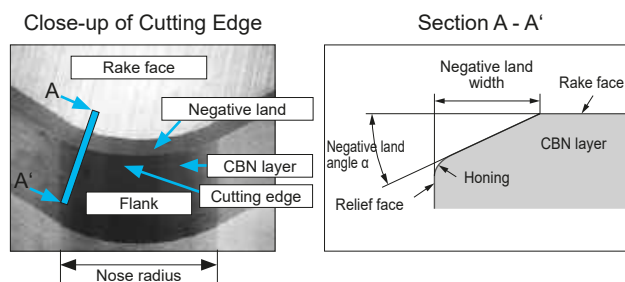 Close-up of Cutting Edge
Rake face
A
Negative land
CBN layer
A'
Cutting edge
Flank
Nose radius
Section A - A‘
Negative land
width
Rake face
CBN layer
Negative land
angle α
Honing
Relief face